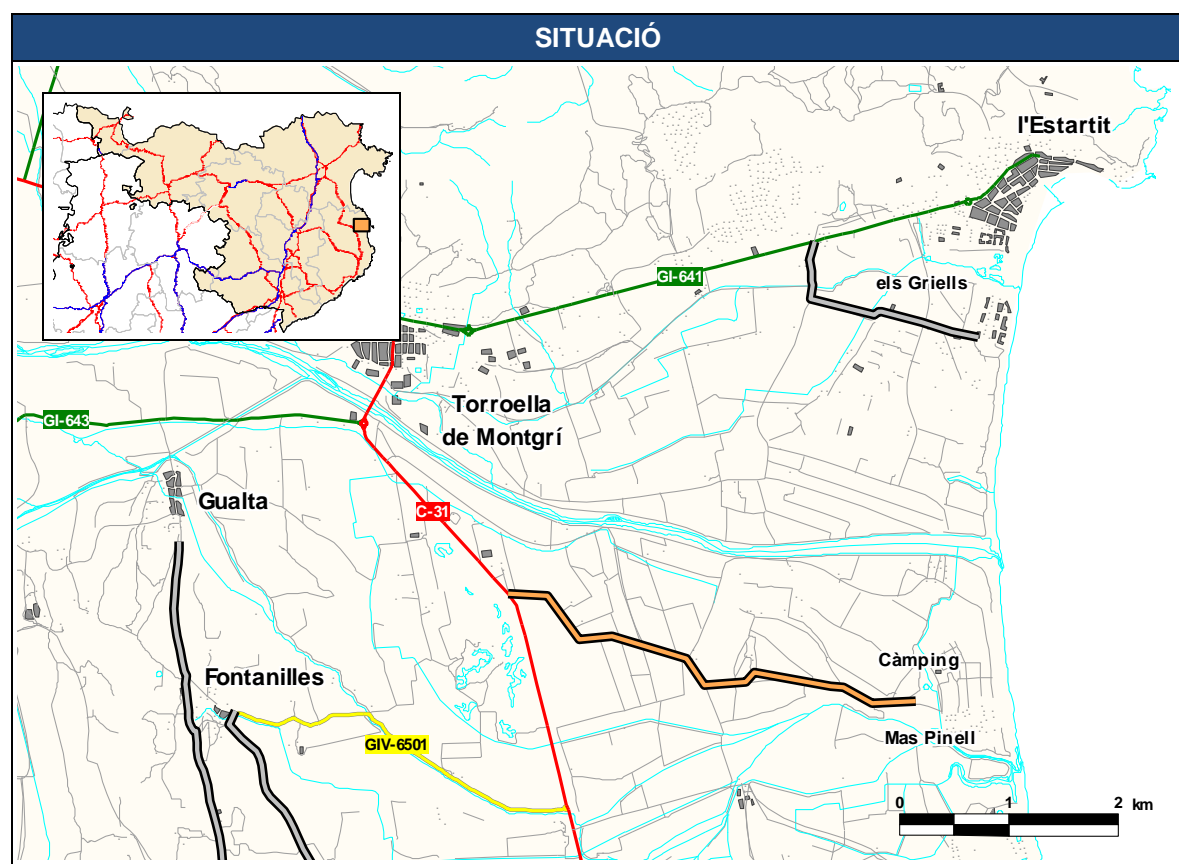 SITUACIÓ
l'Estartit
GI-641
els Griells
Torroella
de Montgrí
GI-643
Gualta
C-31
Càmping
Fontanilles
Mas Pinell
GIV-6501
0 1 2 km